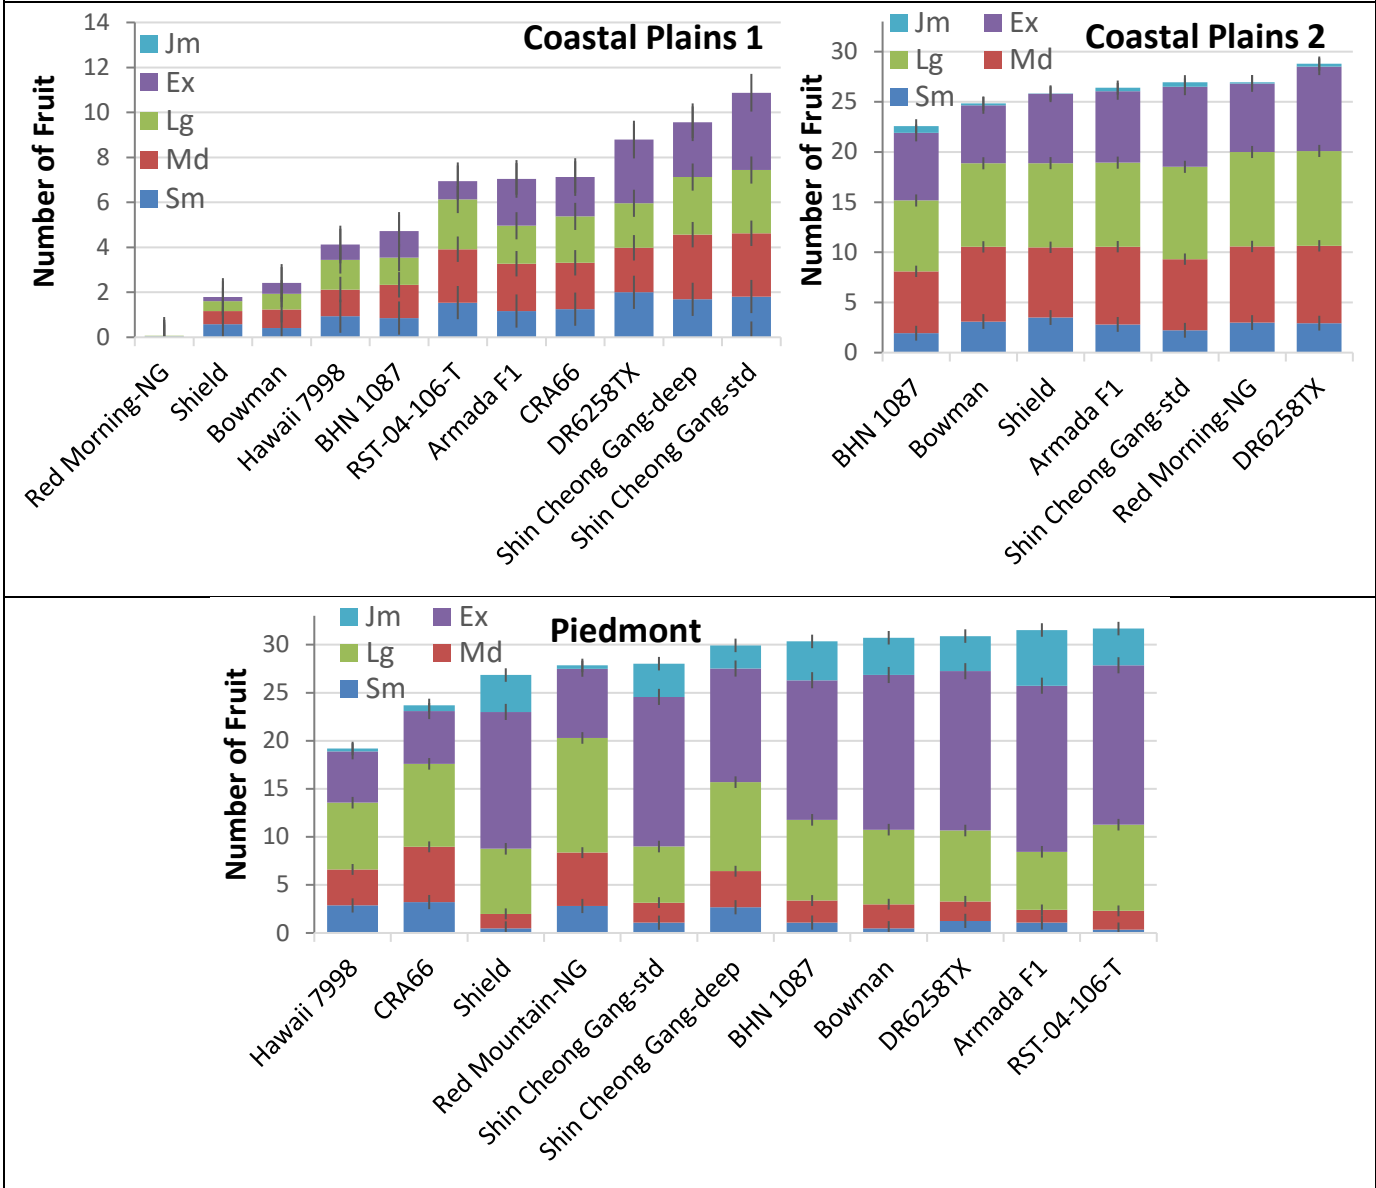 Coastal Plains 1
Number of Fruit
14
12
10
8
6
4
2
0
Jm
Ex
Lg
Md
Sm
Red Morning-NG
Shield
Bowman
Hawaii 7998
BHN 1087
RST-04-106-T
Armada F1
CRA66
DR6258TX
Shin Cheong Gang-deep
Shin Cheong Gang-std
Coastal Plains 2
Number of Fruit
30
25
20
15
10
5
0
Jm Ex
Lg Md
Sm
BHN 1087
Bowman
Shield
Armada F1
Shin Cheong Gang-std
Red Morning-NG
DR6258TX
Piedmont
Number of Fruit
30
25
20
15
10
5
0
Jm Ex
Lg Md
Sm
Hawaii 7998
CRA66
Shield
Red Mountain-NG
Shin Cheong Gang-std
Shin Cheong Gang-deep
BHN 1087
Bowman
DR6258TX
Armada F1
RST-04-106-T